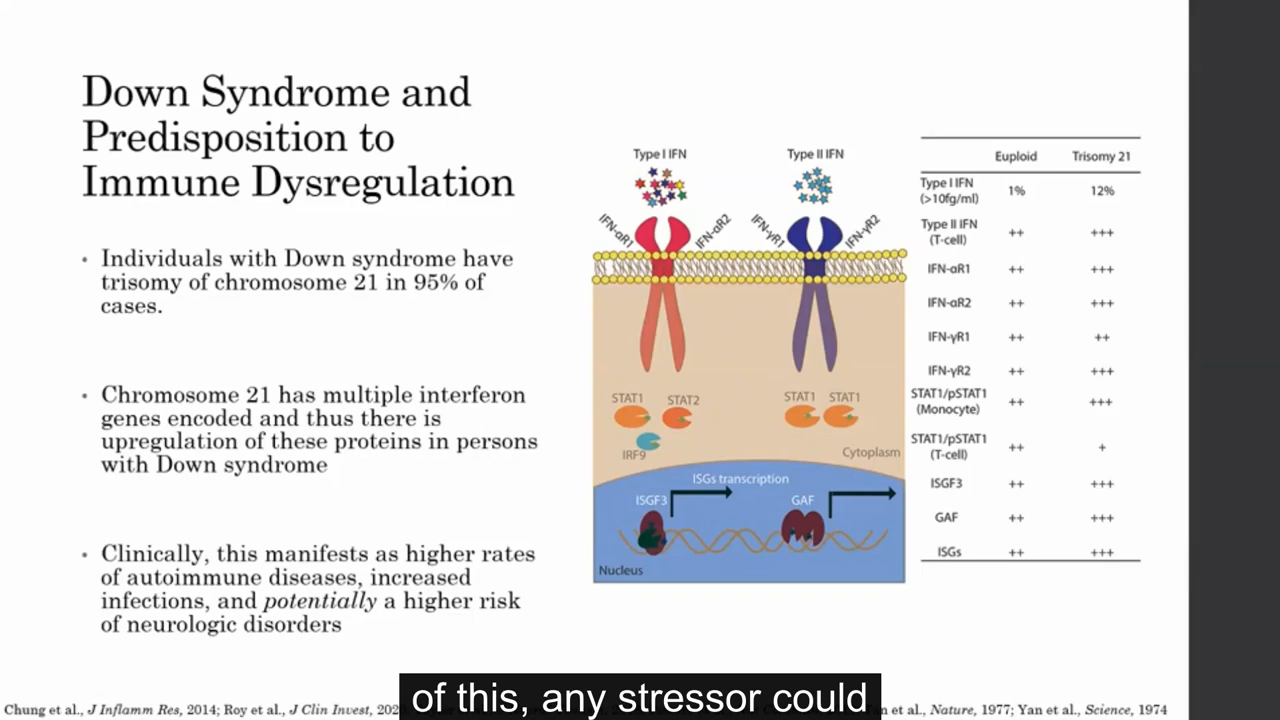 Down Syndrome and
Predisposition to
Immune Dysregulation
• Individuals with Down syndrome have
trisomy of chromosome 21 in 95% of
cases.
• Chromosome 21 has multiple interferon
genes encoded and thus there is
upregulation of these proteins in persons
with Down syndrome
• Clinically, this manifests as higher rates
of autoimmune diseases, increased
infections, and potentially a higher risk
of neurologic disorders
Type I IFN
Type II IFN
IFN-αR1
IFN-αR2
IFN-γR1
IFN-γR2
STAT1
STAT2
IRF9
STAT1
STAT1
Cytoplasm
ISGs transcription
ISGF3
GAF
Nucleus
Euploid Trisomy 21
Type I IFN
(>10fg/ml) 1% 12%
Type II IFN
(T-cell) ++ +++
IFN-αR1 ++ +++
IFN-αR2 ++ +++
IFN-γR1 ++ ++
IFN-γR2 ++ +++
STAT1/pSTAT1
(Monocyte) ++ +++
STAT1/pSTAT1
(T-cell) ++ +
ISGF3 ++ +++
GAF ++ +++
ISGs ++ +++
of this, any stressor could
Chung et al., J Inflamm Res, 2014; Roy et al., J Clin Invest, et al., Nature, 1977; Yan et al., Science, 1974